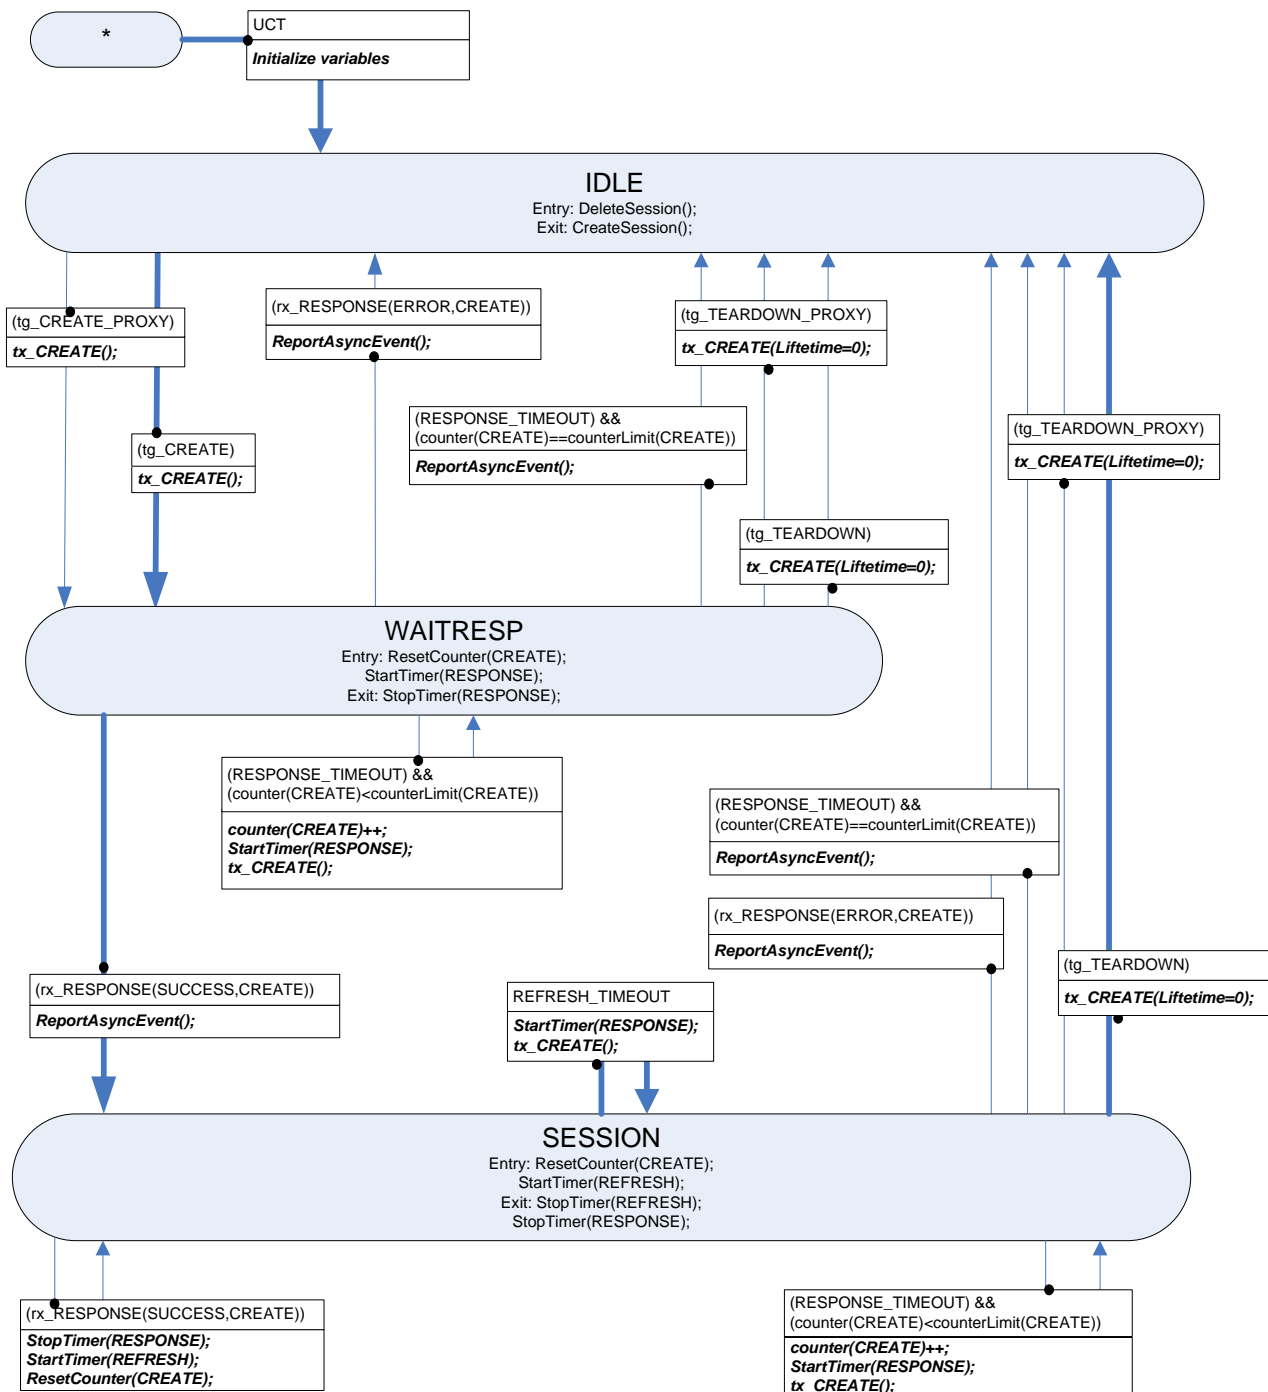 *
UCT
Initialize variables
IDLE
Entry: DeleteSession();
Exit: CreateSession();
(tg_CREATE_PROXY)
tx_CREATE();
(tg_CREATE)
tx_CREATE();
(rx_RESPONSE(ERROR,CREATE))
ReportAsyncEvent();
(RESPONSE_TIMEOUT) &&
(counter(CREATE)==counterLimit(CREATE))
ReportAsyncEvent();
(tg_TEARDOWN_PROXY)
tx_CREATE(Liftetime=0);
(tg_TEARDOWN)
tx_CREATE(Liftetime=0);
(tg_TEARDOWN_PROXY)
tx_CREATE(Liftetime=0);
WAITRESP
Entry: ResetCounter(CREATE);
StartTimer(RESPONSE);
Exit: StopTimer(RESPONSE);
(RESPONSE_TIMEOUT) &&
(counter(CREATE)<counterLimit(CREATE))
counter(CREATE)++;
StartTimer(RESPONSE);
tx_CREATE();
(RESPONSE_TIMEOUT) &&
(counter(CREATE)==counterLimit(CREATE))
ReportAsyncEvent();
(rx_RESPONSE(ERROR,CREATE))
ReportAsyncEvent();
(tg_TEARDOWN)
tx_CREATE(Liftetime=0);
(rx_RESPONSE(SUCCESS,CREATE))
ReportAsyncEvent();
REFRESH_TIMEOUT
StartTimer(RESPONSE);
tx_CREATE();
SESSION
Entry: ResetCounter(CREATE);
StartTimer(REFRESH);
Exit: StopTimer(REFRESH);
StopTimer(RESPONSE);
(rx_RESPONSE(SUCCESS,CREATE))
StopTimer(RESPONSE);
StartTimer(REFRESH);
ResetCounter(CREATE);
(RESPONSE_TIMEOUT) &&
(counter(CREATE)<counterLimit(CREATE))
counter(CREATE)++;
StartTimer(RESPONSE);
tx_CREATE();